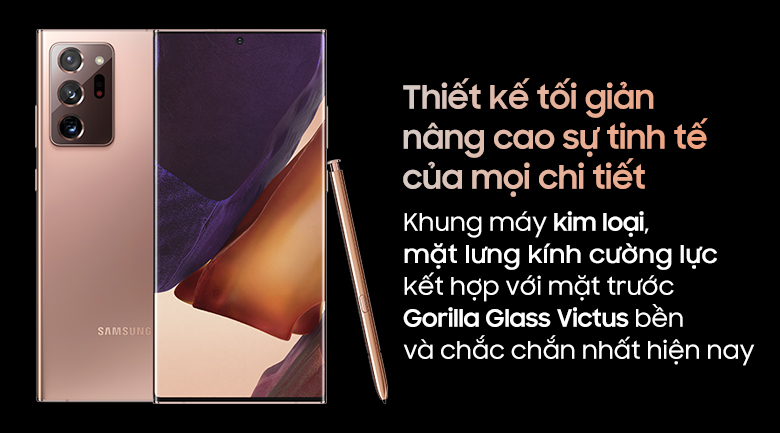 SAMSUNG
Thiết kế tối giản
nâng cao sự tinh tế
của mọi chi tiết
Khung máy kim loại,
mặt lưng kính cường lực
kết hợp với mặt trước
Gorilla Glass Victus bền
và chắc chắn nhất hiện nay